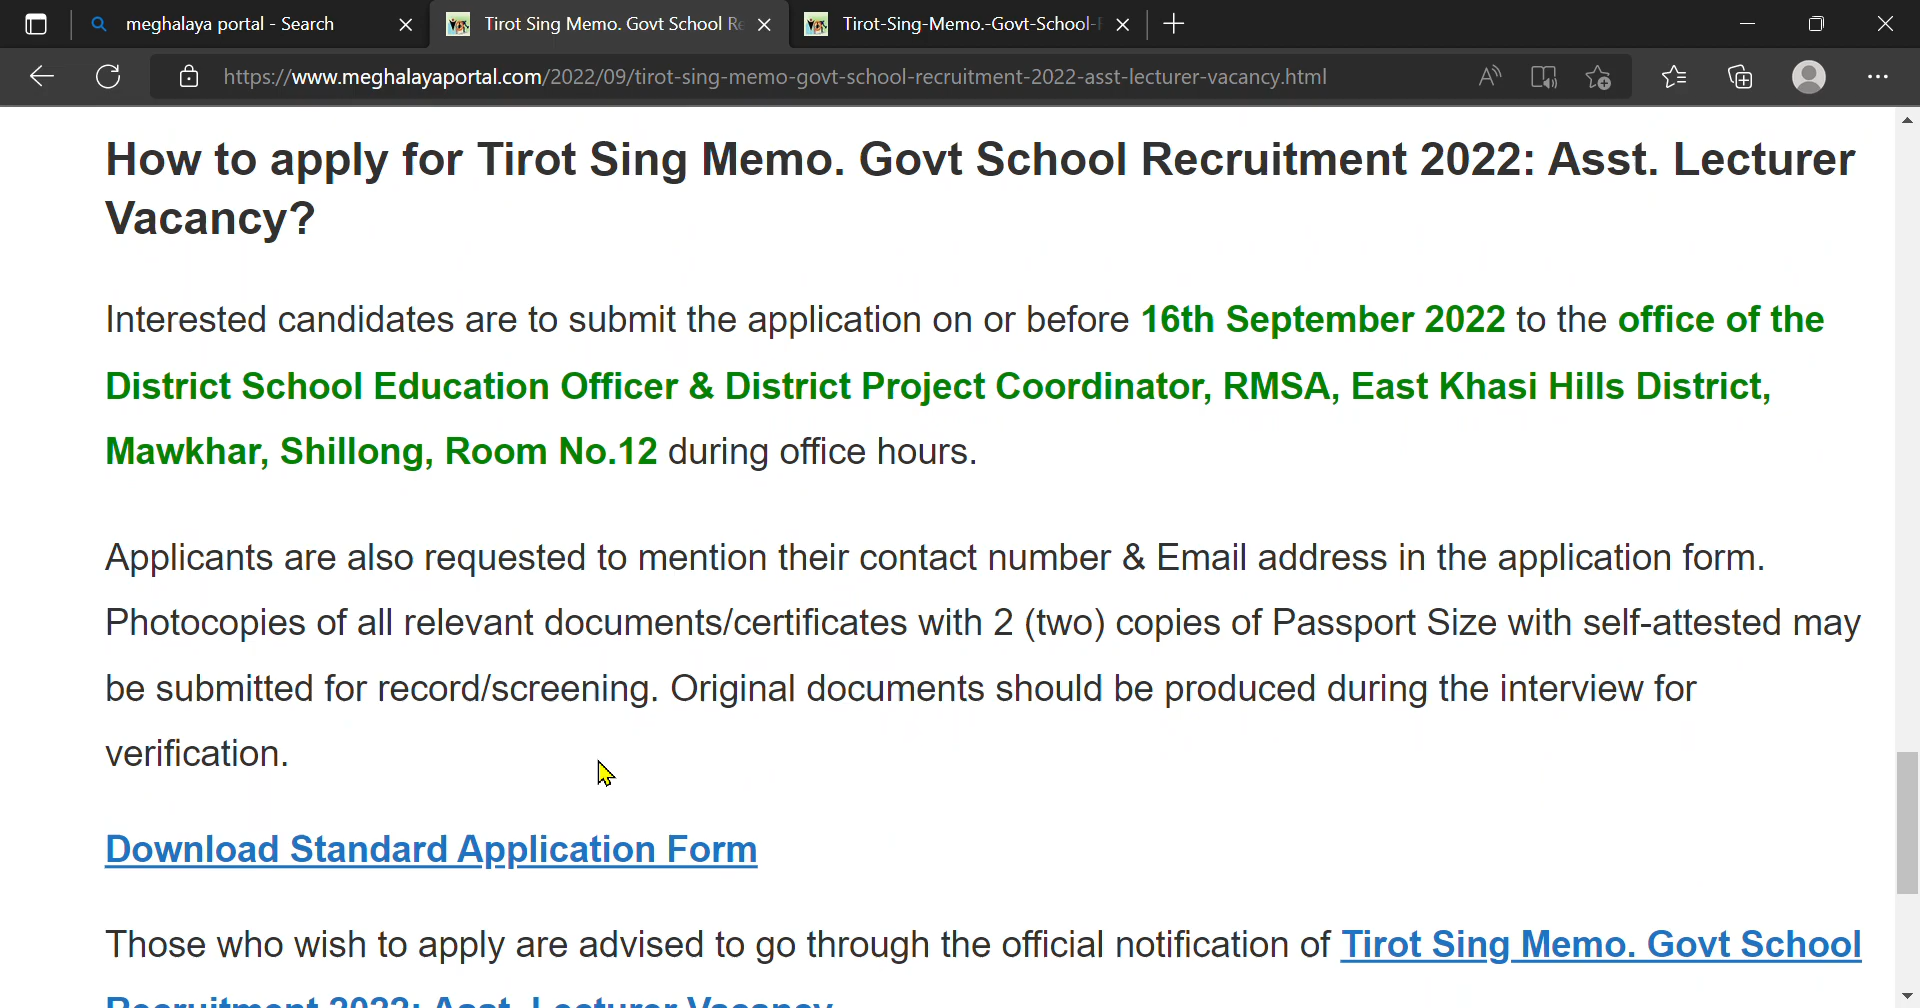 meghalaya portal - Search
Tirot Sing Memo. Govt School Re
Tirot-Sing-Memo.-Govt-School-
https://www.meghalayaportal.com/2022/09/tirot-sing-memo-govt-school-recruitment-2022-asst-lecturer-vacancy.html
How to apply for Tirot Sing Memo. Govt School Recruitment 2022: Asst. Lecturer
Vacancy?
Interested candidates are to submit the application on or before 16th September 2022 to the office of the
District School Education Officer & District Project Coordinator, RMSA, East Khasi Hills District,
Mawkhar, Shillong, Room No.12 during office hours.
Applicants are also requested to mention their contact number & Email address in the application form.
Photocopies of all relevant documents/certificates with 2 (two) copies of Passport Size with self-attested may
be submitted for record/screening. Original documents should be produced during the interview for
verification.
Download Standard Application Form
Those who wish to apply are advised to go through the official notification of Tirot Sing Memo. Govt School
Recruitment 2022: Asst. Lecturer Vacancy